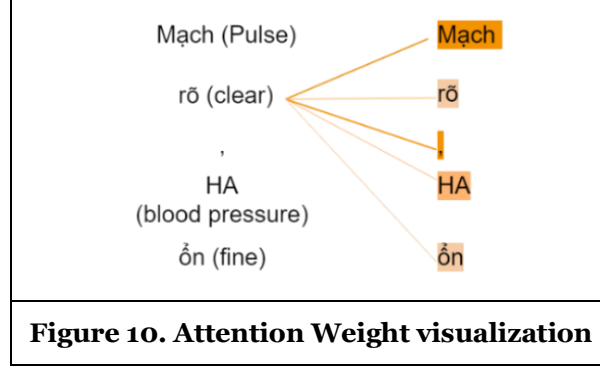 Mạch (Pulse) Mạch
rõ (clear) rõ
, ,
HA HA
(blood pressure)
ổn (fine) ổn
Figure 10. Attention Weight visualization